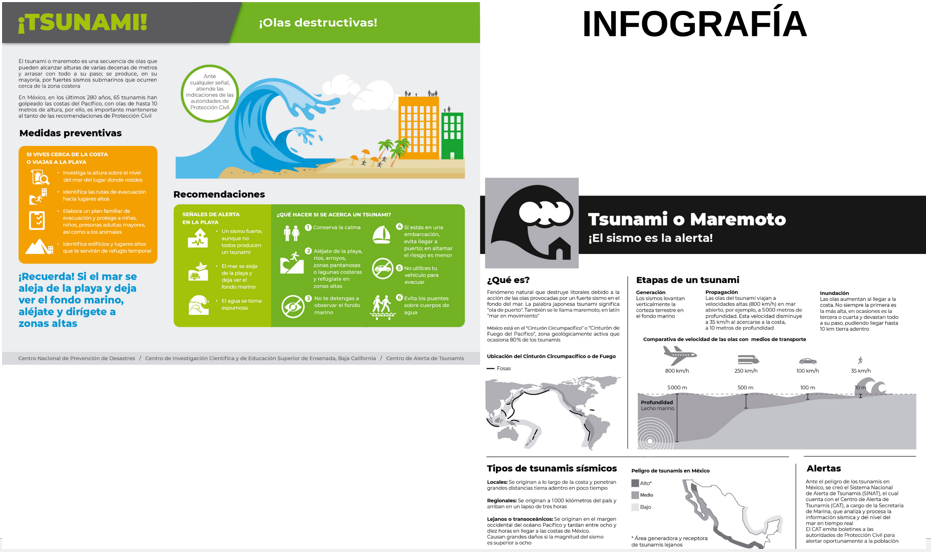 ¡TSUNAMI!
¡Olas destructivas!
El tsunami o maremoto es una secuencia de olas que
pueden alcanzar alturas de varias decenas de metros
y arrasar con todo a su paso; se produce, en su
mayoría, por fuertes sismos submarinos que ocurren
cerca de la zona costera
En México, en los últimos 280 años, 65 tsunamis han
golpeado las costas del Pacífico, con olas de hasta 10
metros de altura, por ello, es importante mantenerse
al tanto de las recomendaciones de Protección Civil
Ante
cualquier señal,
atiende las
indicaciones de las
autoridades de
Protección Civil
Medidas preventivas
SI VIVES CERCA DE LA COSTA
O VIAJAS A LA PLAYA
• Investiga la altura sobre el nivel
del mar del lugar donde resides
• Identifica las rutas de evacuación
hacia lugares altos
• Elabora un plan familiar de
evacuación y protege a niñas,
niños, personas adultas mayores,
así como a los animales
• Identifica edificios y lugares altos
que te servirán de refugio temporal
¡Recuerda! Si el mar se
aleja de la playa y deja
ver el fondo marino,
aléjate y dirígete a
zonas altas
Recomendaciones
SEÑALES DE ALERTA
EN LA PLAYA
• Un sismo fuerte,
aunque no
todos producen
un tsunami
• El mar se aleja
de la playa y
deja ver el
fondo marino
• El agua se torna
espumosa
¿QUÉ HACER SI SE ACERCA UN TSUNAMI?
1 Conserva la calma
2 Aléjate de la playa,
ríos, arroyos,
zonas pantanosas
o lagunas costeras
y refúgiate en
zonas altas
3 No te detengas a
observar el fondo
marino
4 Si estás en una
embarcación,
evita llegar a
puerto; en altamar
el riesgo es menor
5 No utilices tu
vehículo para
evacuar
6 Evita los puentes
sobre cuerpos de
agua
Centro Nacional de Prevención de Desastres / Centro de Investigación Científica y de Educación Superior de Ensenada, Baja California / Centro de Alerta de Tsunamis
INFOGRAFÍA
Tsunami o Maremoto
¡El sismo es la alerta!
¿Qué es?
Fenómeno natural que destruye litorales debido a la
acción de las olas provocadas por un fuerte sismo en el
fondo del mar. La palabra japonesa tsunami significa
"ola de puerto". También se le llama maremoto, en latín
"mar en movimiento"
México está en el "Cinturón Circumpacífico" o "Cinturón de
Fuego del Pacífico", zona geológicamente activa que
ocasiona 80% de los tsunamis
Ubicación del Cinturón Circumpacífico o de Fuego
Fosas
Etapas de un tsunami
Generación
Los sismos levantan
verticalmente la
corteza terrestre en
el fondo marino
Propagación
Las olas del tsunami viajan a
velocidades altas (800 km/h) en mar
abierto, por ejemplo, a 5 000 metros de
profundidad. Esta velocidad disminuye
a 35 km/h al acercarse a la costa,
a 10 metros de profundidad
Inundación
Las olas aumentan al llegar a la
costa. No siempre la primera es
la más alta, en ocasiones es la
tercera o cuarta y devastan todo
a su paso, pudiendo llegar hasta
10 km tierra adentro
Comparativa de velocidad de las olas con medios de transporte
800 km/h
250 km/h
100 km/h
35 km/h
5 000 m
500 m
100 m
10 m
Profundidad
Lecho marino
Tipos de tsunamis sísmicos
Locales: Se originan a lo largo de la costa y penetran
grandes distancias tierra adentro en poco tiempo
Regionales: Se originan a 1 000 kilómetros del país y
arriban en un lapso de tres horas
Lejanos o transoceánicos: Se originan en el margen
occidental del océano Pacífico y tardan entre ocho y
diez horas en llegar a las costas de México.
Causan grandes daños si la magnitud del sismo
es superior a ocho
Peligro de tsunamis en México
Alto*
Medio
Bajo
* Área generadora y receptora
de tsunamis lejanos
Alertas
Ante el peligro de los tsunamis en
México, se creó el Sistema Nacional
de Alerta de Tsunamis (SINAT), el cual
cuenta con el Centro de Alerta de
Tsunamis (CAT), a cargo de la Secretaría
de Marina, que analiza y procesa la
información sísmica y del nivel del
mar en tiempo real
El CAT emite boletines a las
autoridades de Protección Civil para
alertar oportunamente a la población